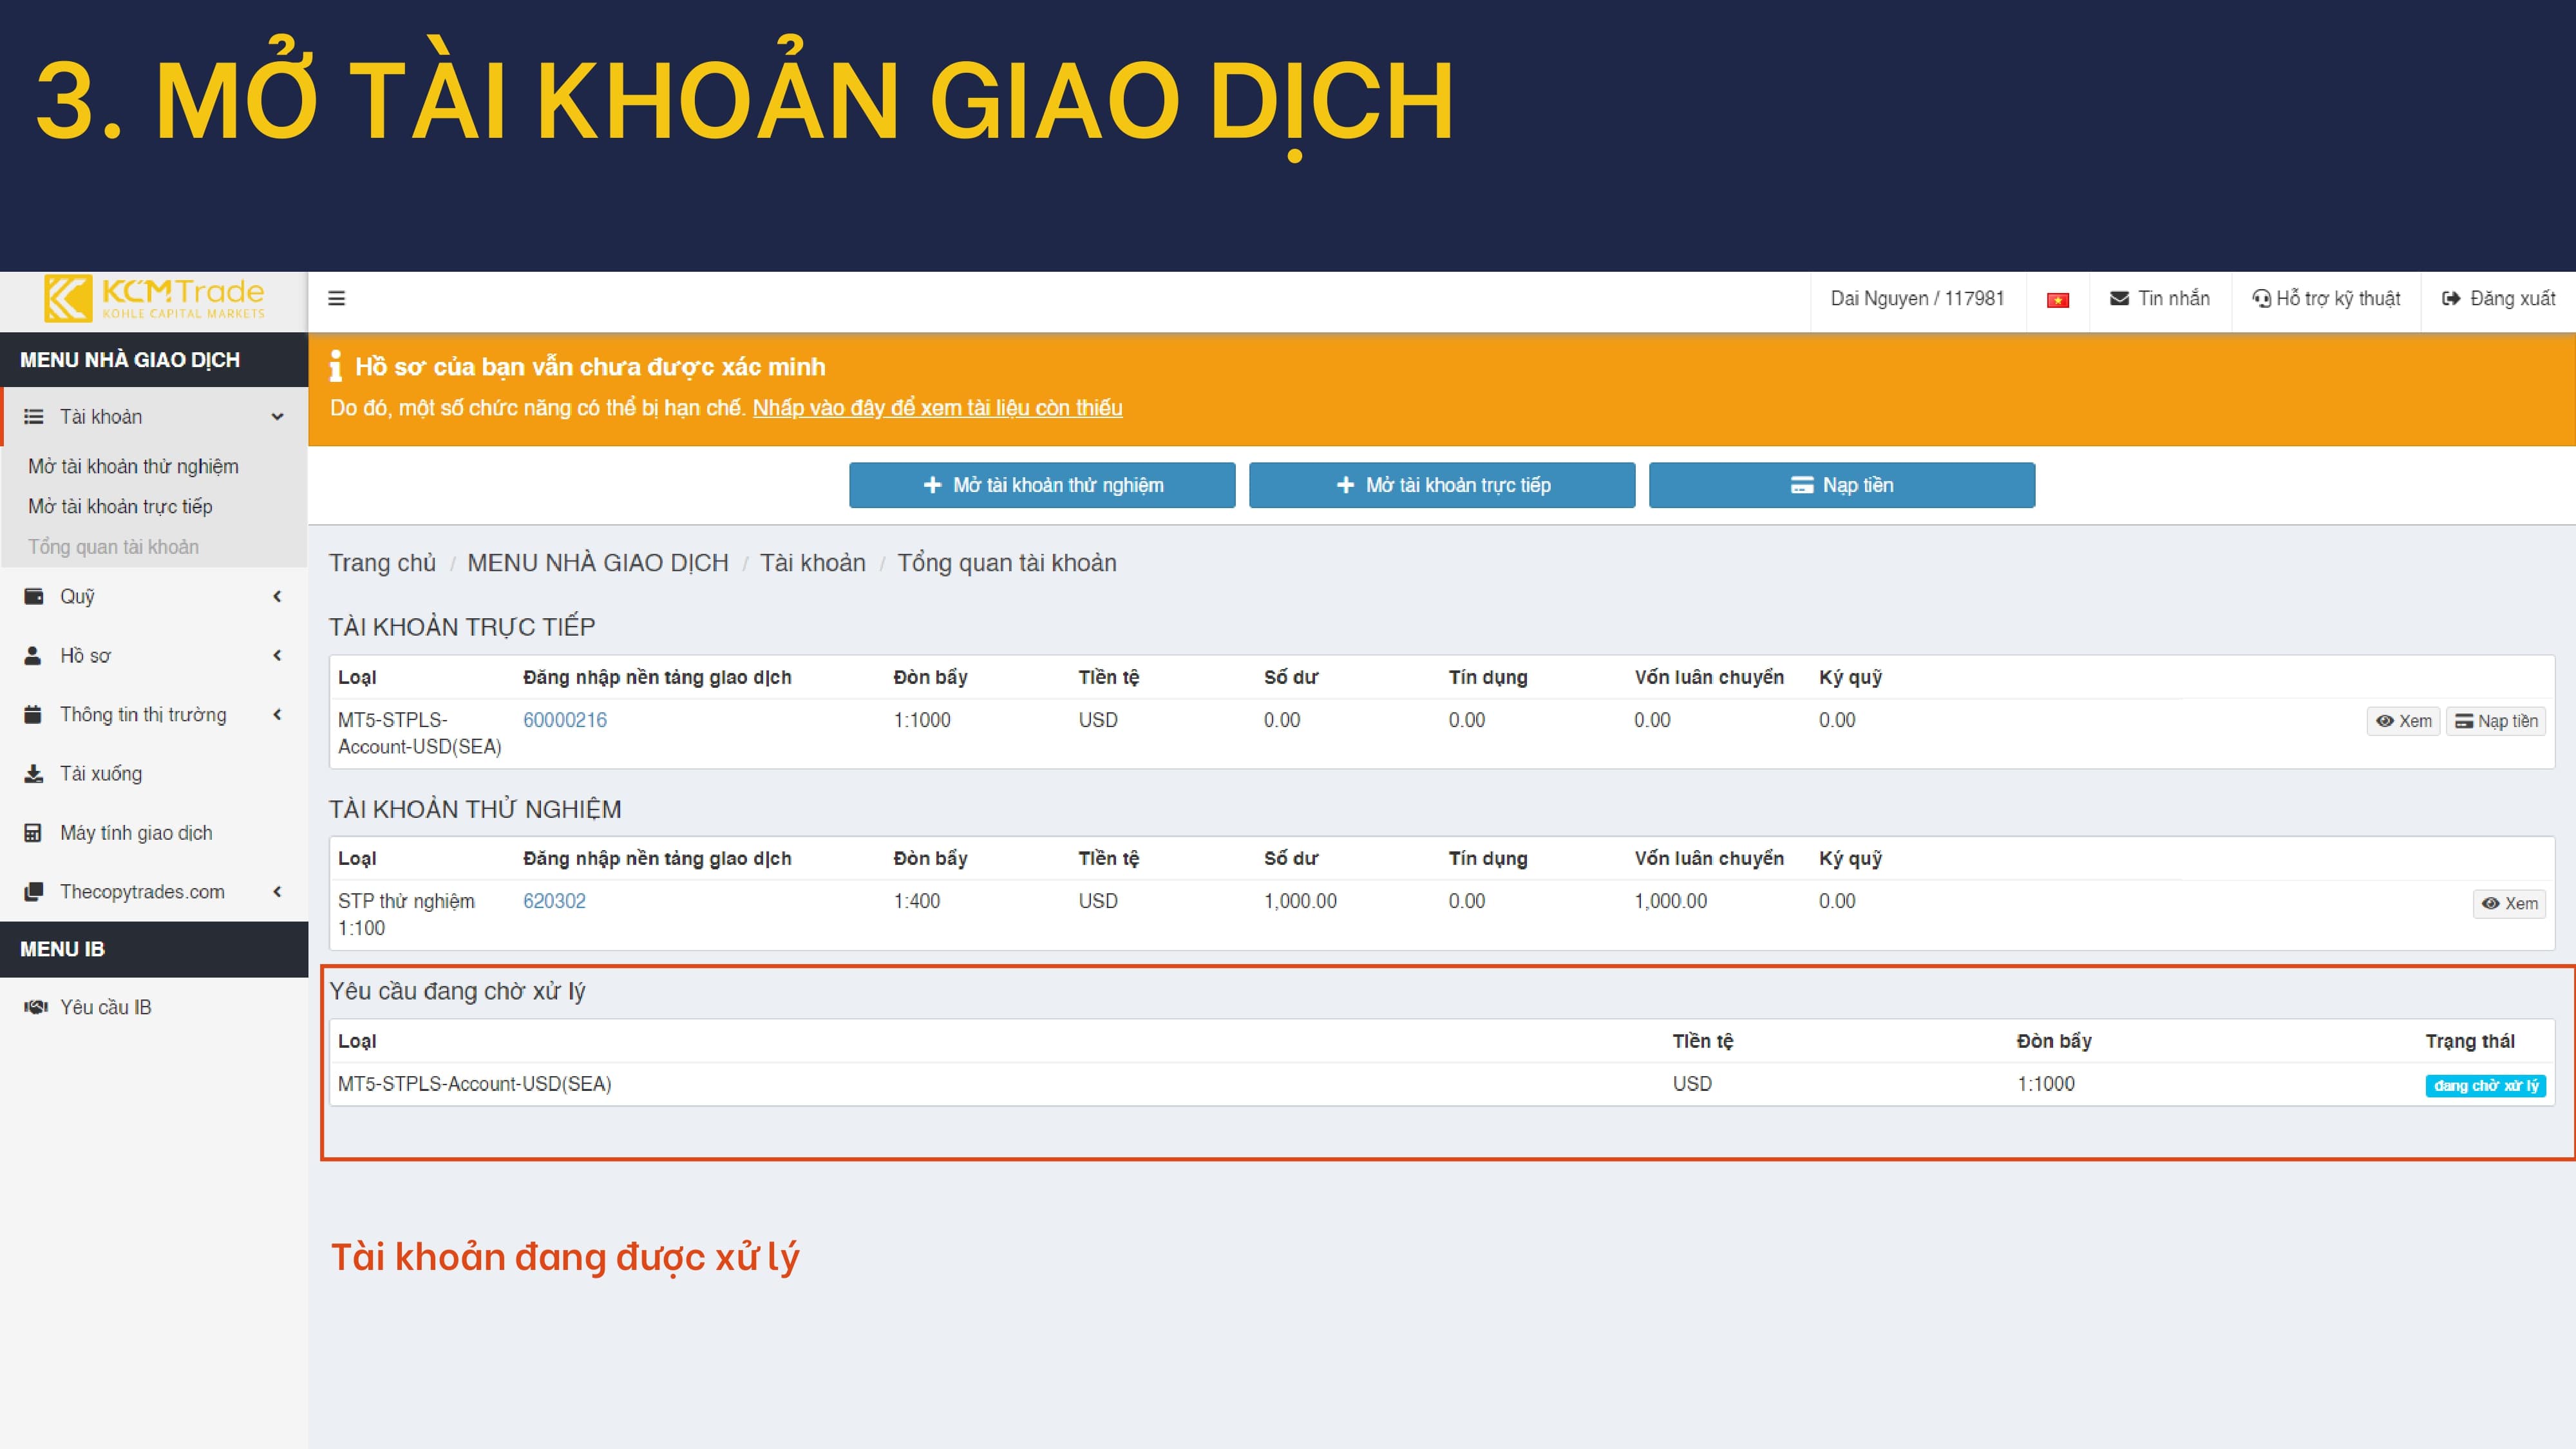 3. MỞ TÀI KHOẢN GIAO DỊCH
KCMTrade
KOHLE CAPITAL MARKETS
Dai Nguyen / 117981
Tin nhắn
Hỗ trợ kỹ thuật
Đăng xuất
MENU NHÀ GIAO DỊCH
Tài khoản
Mở tài khoản thử nghiệm
Mở tài khoản trực tiếp
Tổng quan tài khoản
Quỹ
Hồ sơ
Thông tin thị trường
Tải xuống
Máy tính giao dịch
Thecopytrades.com
MENU IB
Yêu cầu IB
Hồ sơ của bạn vẫn chưa được xác minh
Do đó, một số chức năng có thể bị hạn chế. Nhấp vào đây để xem tài liệu còn thiếu
Mở tài khoản thử nghiệm
Mở tài khoản trực tiếp
Nạp tiền
Trang chủ / MENU NHÀ GIAO DỊCH / Tài khoản / Tổng quan tài khoản
TÀI KHOẢN TRỰC TIẾP
Loại Đăng nhập nền tảng giao dịch Đòn bẩy Tiền tệ Số dư Tín dụng Vốn luân chuyển Ký quỹ
MT5-STPLS- 60000216 1:1000 USD 0.00 0.00 0.00 0.00 Xem Nạp tiền
Account-USD(SEA)
TÀI KHOẢN THỬ NGHIỆM
Loại Đăng nhập nền tảng giao dịch Đòn bẩy Tiền tệ Số dư Tín dụng Vốn luân chuyển Ký quỹ
STP thử nghiệm 620302 1:400 USD 1,000.00 0.00 1,000.00 0.00 Xem
1:100
Yêu cầu đang chờ xử lý
Loại Tiền tệ Đòn bẩy Trạng thái
MT5-STPLS-Account-USD(SEA) USD 1:1000 đang chờ xử lý
Tài khoản đang được xử lý